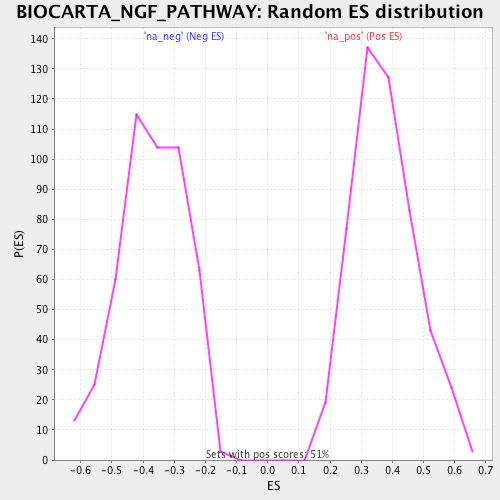 BIOCARTA_NGF_PATHWAY: Random ES distribution
'na_neg' (Neg ES)
'na_pos' (Pos ES)
140
130
120
110
100
90
80
70
60
50
40
30
20
10
0
P(ES)
Sets with pos scores: 51%
-0.6 -0.5 -0.4 -0.3 -0.2 -0.1 0.0 0.1 0.2 0.3 0.4 0.5 0.6 0.7
ES